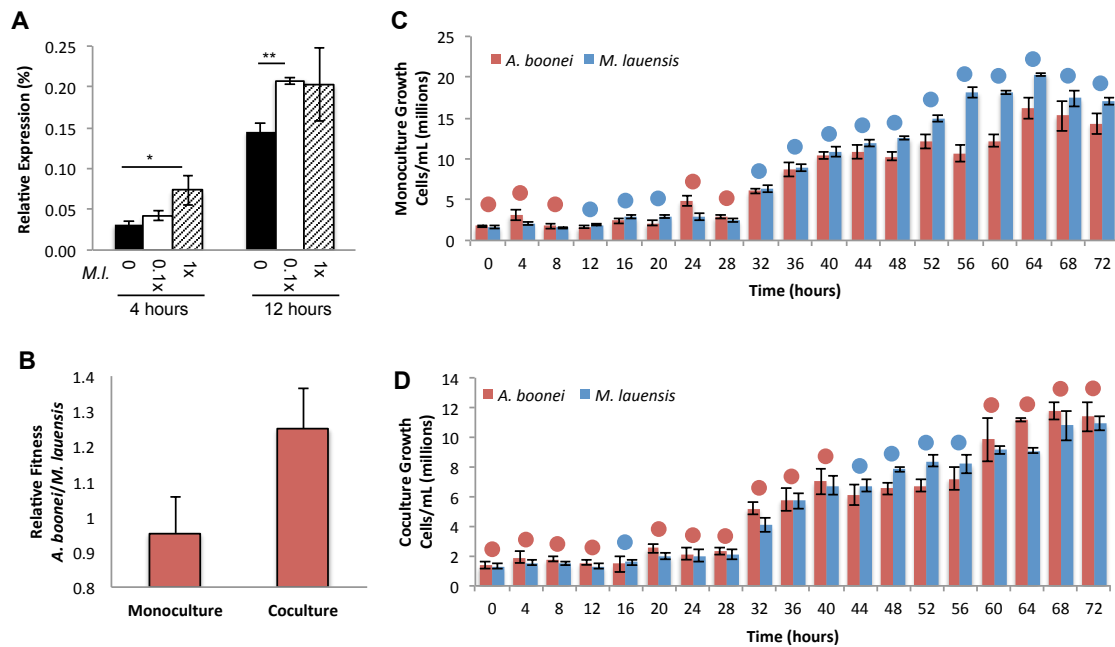 A
Relative Expression (%)
0.25
0.20
0.15
0.10
0.05
0.00
*
**
M.l.
0
0.1x
1x
0
0.1x
1x
4 hours
12 hours
B
Relative Fitness
A. boonei/M. lauensis
1.4
1.3
1.2
1.1
1
0.9
0.8
Monoculture
Coculture
C
Monoculture Growth
Cells/mL (millions)
25
20
15
10
5
0
A. boonei M. lauensis
0 4 8 12 16 20 24 28 32 36 40 44 48 52 56 60 64 68 72
Time (hours)
D
Coculture Growth
Cells/mL (millions)
14
12
10
8
6
4
2
0
A. boonei M. lauensis
0 4 8 12 16 20 24 28 32 36 40 44 48 52 56 60 64 68 72
Time (hours)